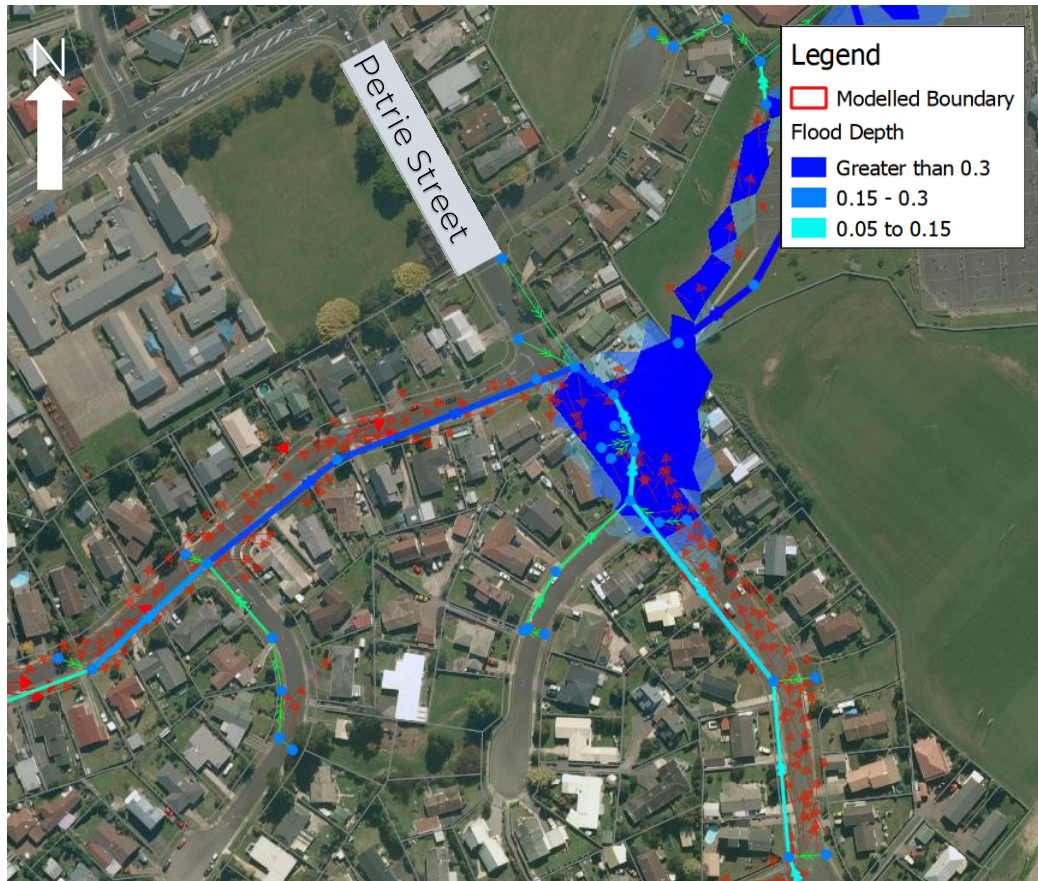 N
Petrie Street
Legend
Modelled Boundary
Flood Depth
Greater than 0.3
0.15 - 0.3
0.05 to 0.15